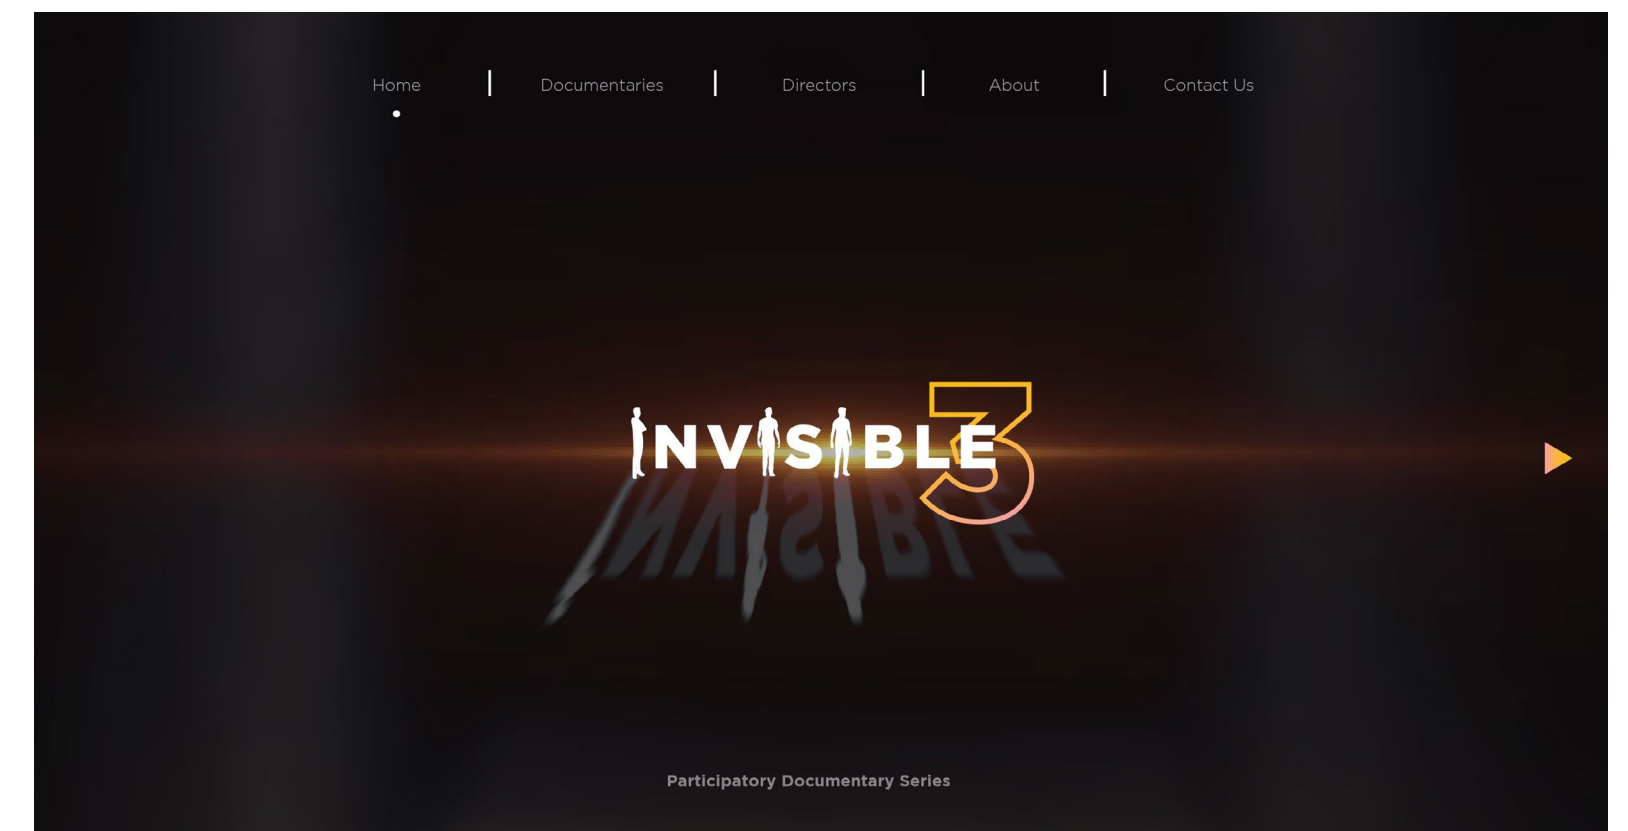 Home | Documentaries | Directors | About | Contact Us
INVISIBLE 3
Participatory Documentary Series